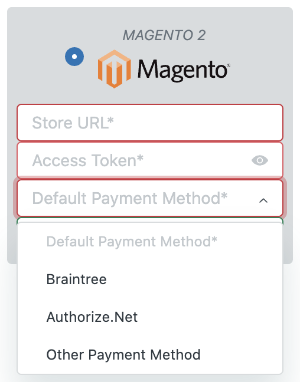 MAGENTO 2
Magento
Store URL*
Access Token*
Default Payment Method*
Default Payment Method*
Braintree
Authorize.Net
Other Payment Method